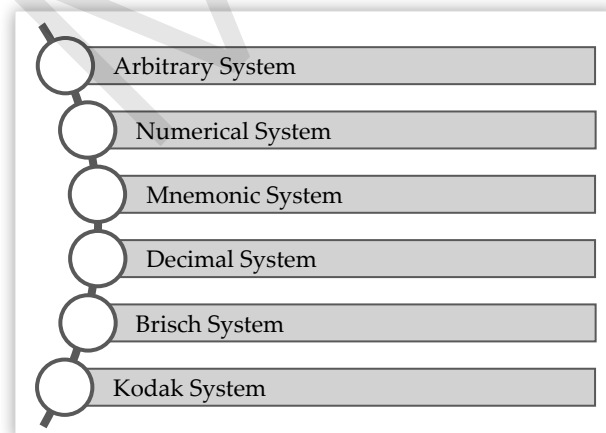 Arbitrary System
Numerical System
Mnemonic System
Decimal System
Brisch System
Kodak System